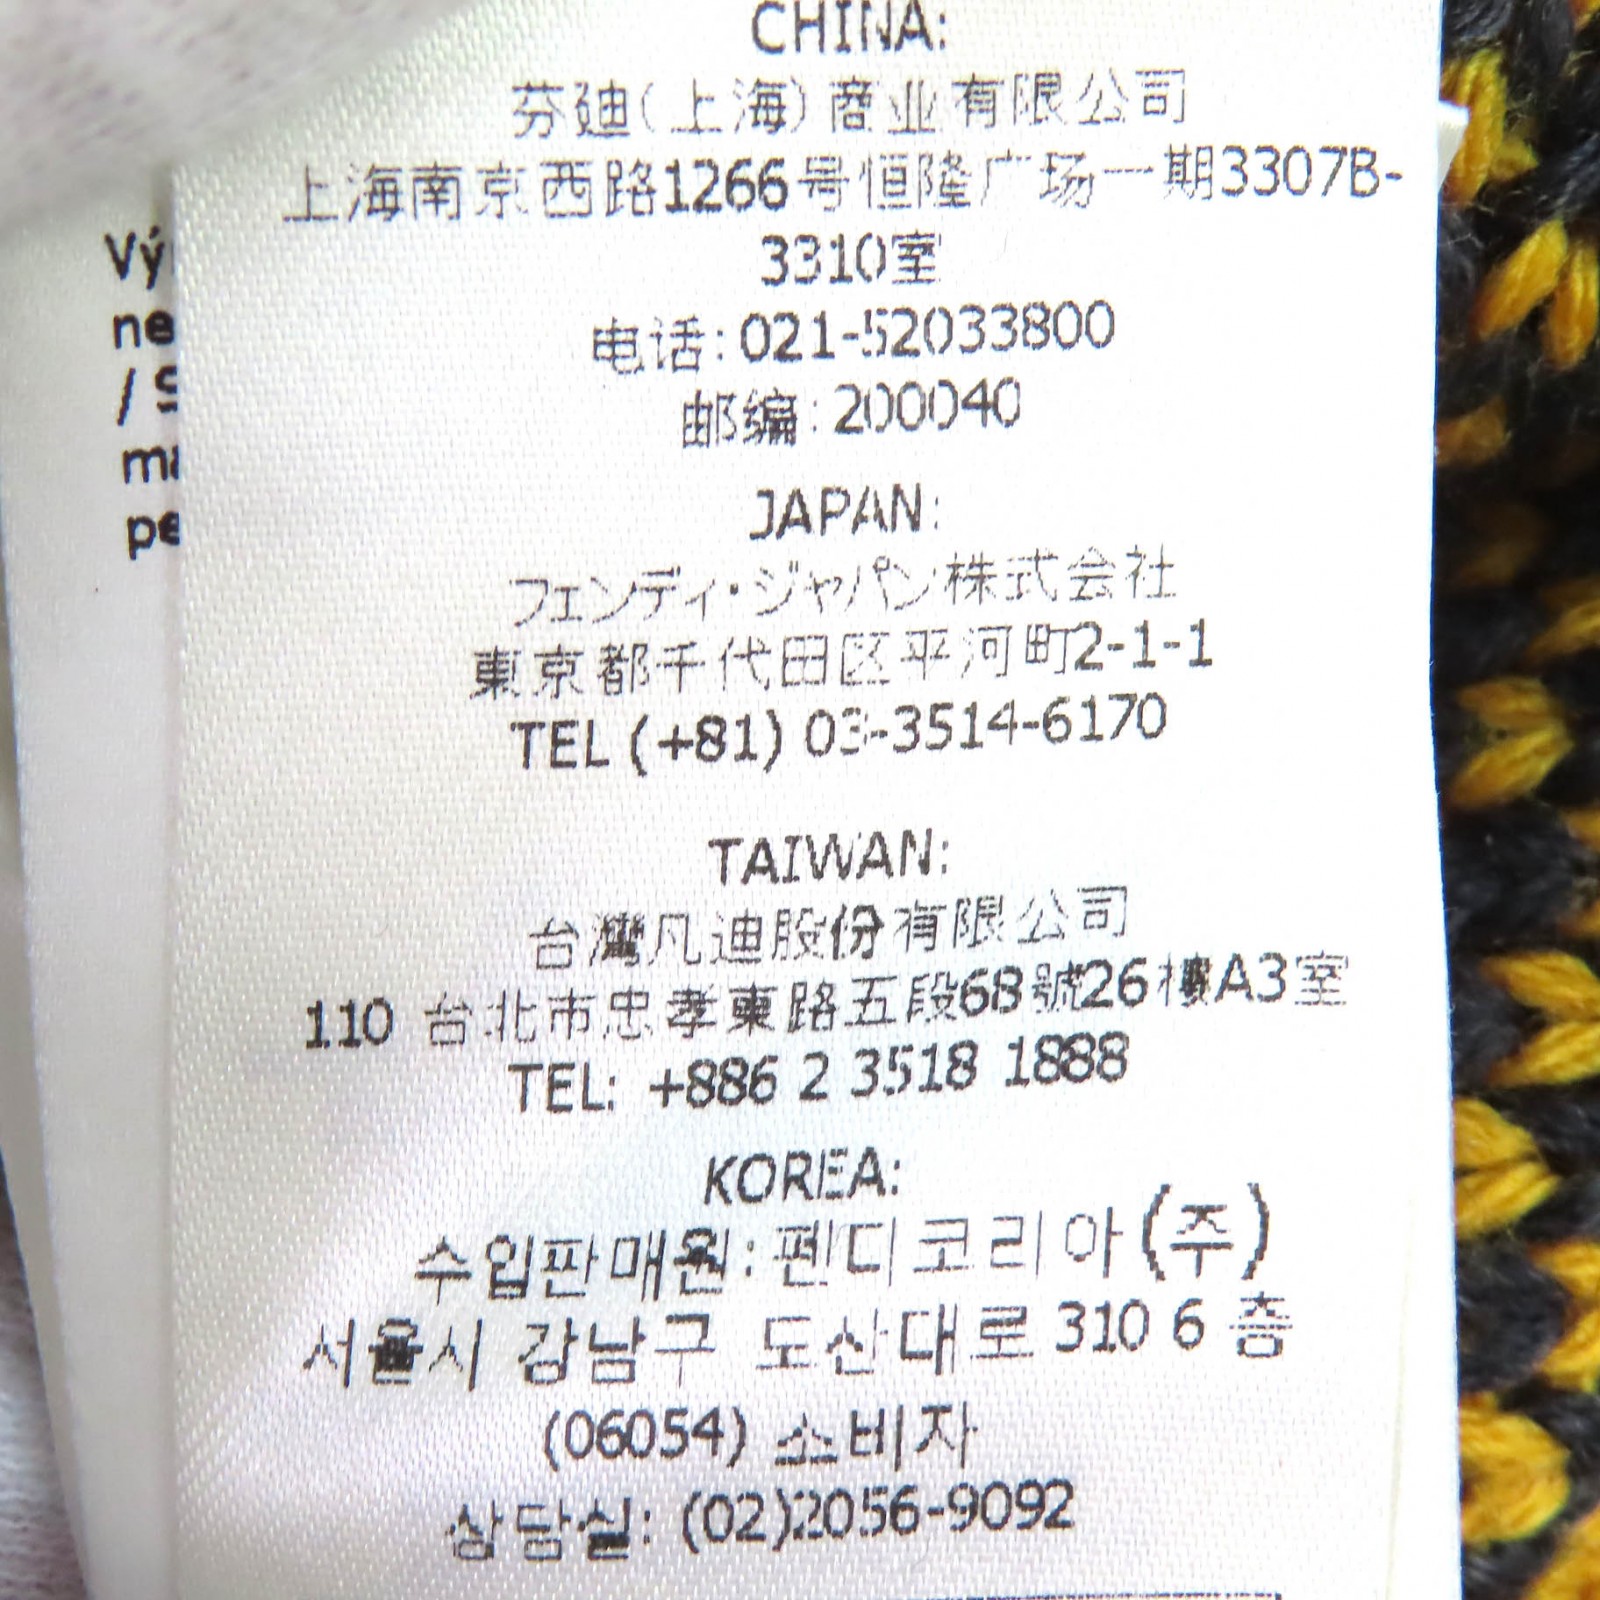 CHINA:
芬迪(上海)商业有限公司
上海南京西路1266号恒隆广场一期3307B-
3310室
电话:021-52033800
邮编:200040
JAPAN:
フェンディ・ジャパン株式会社
東京都千代田区平河町2-1-1
TEL (+81) 03-3514-6170
TAIWAN:
台灣凡迪股份有限公司
110 台北市忠孝東路五段68號26樓A3室
TEL: +886 2 3518 1888
KOREA:
수입판매원: 펜디코리아(주)
서울시 강남구 도산대로 310 6 층
(06054) 소비자
상담실: (02)2056-9092